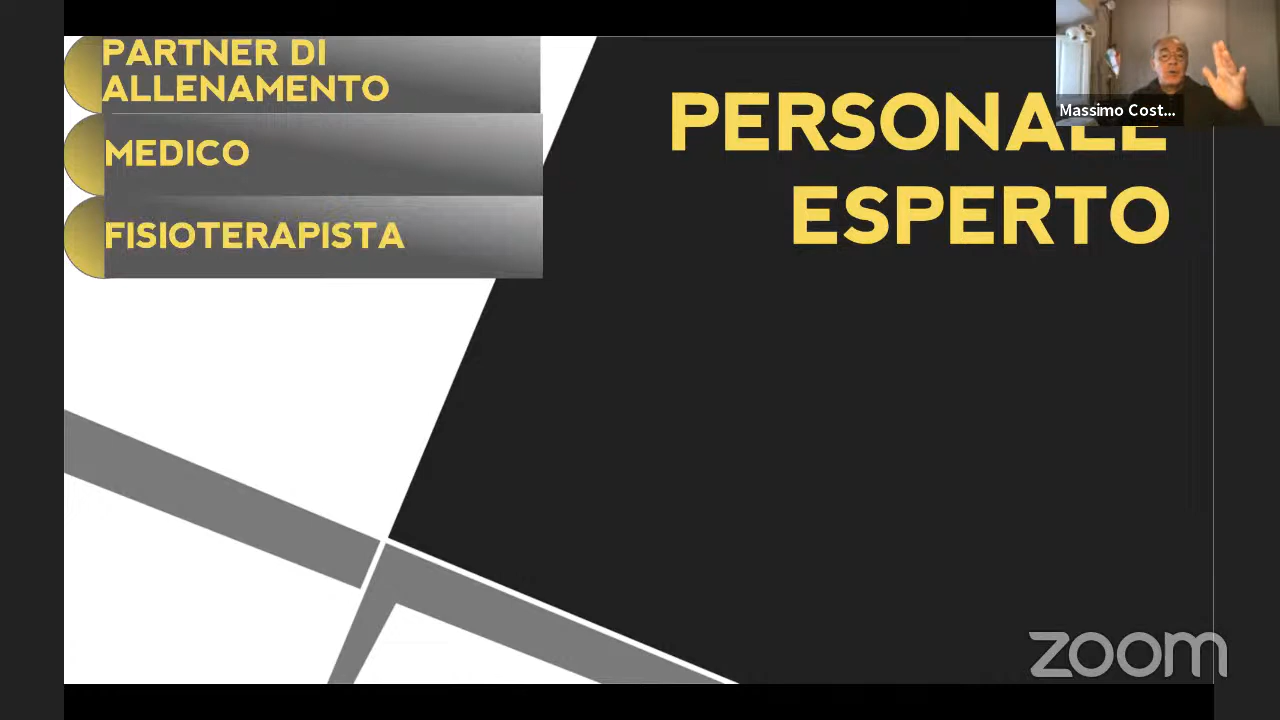 PARTNER DI
ALLENAMENTO
MEDICO
FISIOTERAPISTA
PERSONALE
ESPERTO
Massimo Cost...
zoom